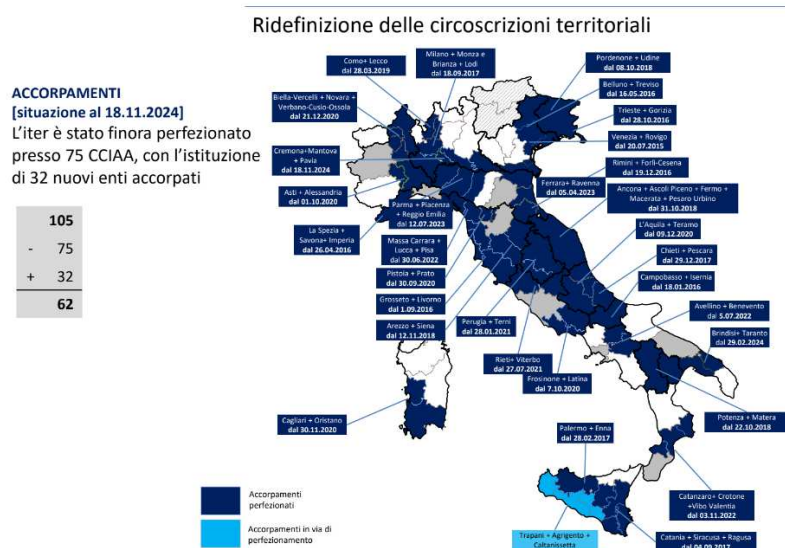 Ridefinizione delle circoscrizioni territoriali
ACCORPAMENTI
[situazione al 18.11.2024]
L'iter è stato finora perfezionato
presso 75 CCIAA, con l'istituzione
di 32 nuovi enti accorpati
105
- 75
+ 32
62
Como+ Lecco
dal 28.03.2019
Milano + Monza e
Brianza + Lodi
dal 18.09.2017
Pordenone + Udine
dal 08.10.2018
Belluno + Treviso
dal 16.05.2016
Biella-Vercelli + Novara +
Verbano-Cusio-Ossola
dal 21.12.2020
Trieste + Gorizia
dal 28.10.2016
Venezia + Rovigo
dal 20.07.2015
Cremona+Mantova
+ Pavia
dal 18.11.2024
Rimini + Forlì-Cesena
dal 19.12.2016
Asti + Alessandria
dal 01.10.2020
Ferrara+ Ravenna
dal 05.04.2023
Ancona + Ascoli Piceno + Fermo +
Macerata + Pesaro Urbino
dal 31.10.2018
Parma + Piacenza
+ Reggio Emilia
dal 12.07.2023
La Spezia +
Savona+ Imperia
dal 26.04.2016
L'Aquila + Teramo
dal 09.12.2020
Massa Carrara +
Lucca + Pisa
dal 30.06.2022
Chieti + Pescara
dal 29.12.2017
Pistoia + Prato
dal 30.09.2020
Campobasso + Isernia
dal 18.01.2016
Grosseto + Livorno
dal 1.09.2016
Avellino + Benevento
dal 5.07.2022
Arezzo + Siena
dal 12.11.2018
Perugia + Terni
dal 28.01.2021
Brindisi+ Taranto
dal 29.02.2024
Rieti+ Viterbo
dal 27.07.2021
Frosinone + Latina
dal 7.10.2020
Cagliari + Oristano
dal 30.11.2020
Potenza + Matera
dal 22.10.2018
Palermo + Enna
dal 28.02.2017
Catanzaro+ Crotone
+Vibo Valentia
dal 03.11.2022
Accorpamenti
perfezionati
Accorpamenti in via di
perfezionamento
Trapani + Agrigento +
Caltanissetta
Catania + Siracusa + Ragusa
dal 04.09.2017